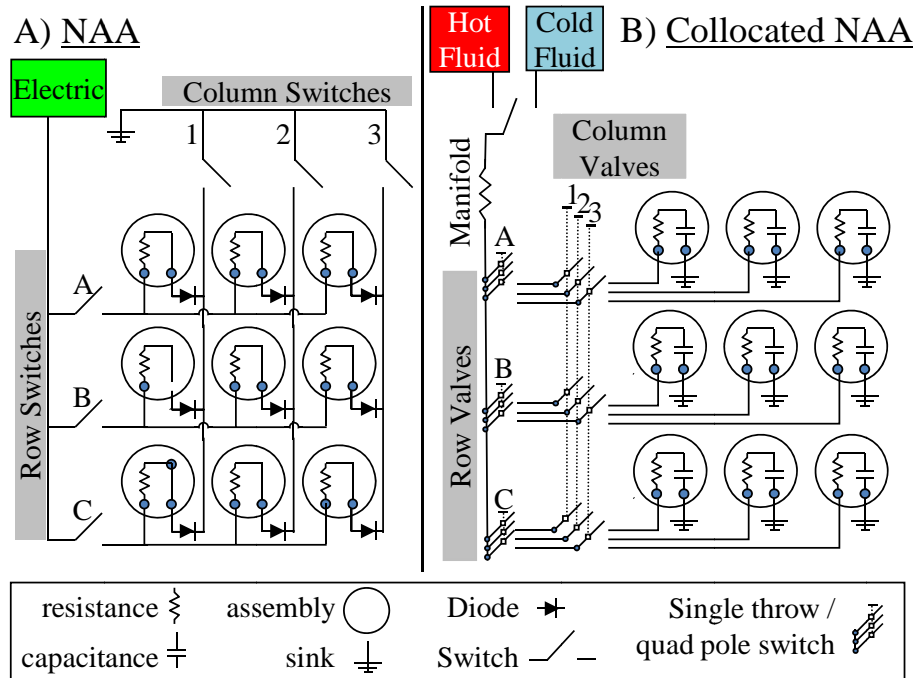 A) NAA
Electric
Column Switches
1
2
3
Row Switches
A
B
C
Hot
Fluid
Cold
Fluid
B) Collocated NAA
Manifold
Column
Valves
1
2
3
Row Valves
A
B
C
resistance
assembly
Diode
Single throw /
quad pole switch
capacitance
sink
Switch